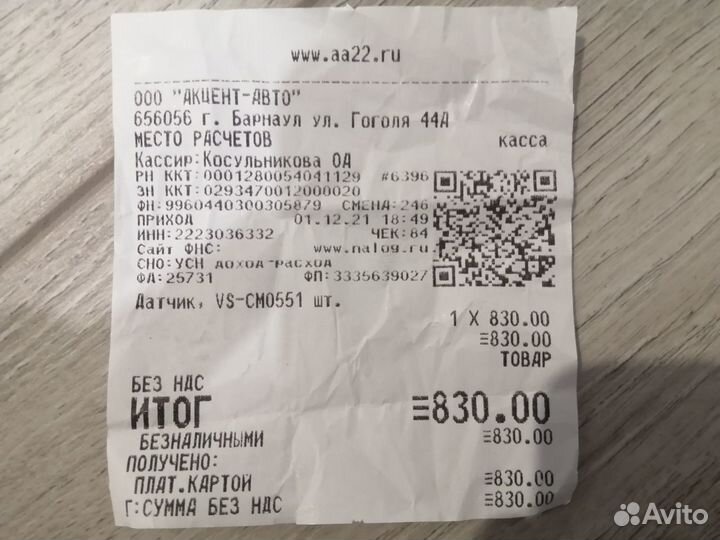 www.aa22.ru
ООО "АКЦЕНТ-АВТО"
656056 г. Барнаул ул. Гоголя 44А
МЕСТО РАСЧЕТОВ касса
Кассир:Косульникова ОД
РН ККТ:0001280054041129 #6396
ЗН ККТ:0293470012000020
ФН:9960440300305879 СМЕНА:246
ПРИХОД 01.12.21 18:49
ИНН:2223036332 ЧЕК:84
Сайт ФНС: www.nalog.ru
СНО:УСН доход-расход
ФД:25731 ФП:3335639027
Датчик, VS-CM0551 шт.
1 X 830.00
≡830.00
ТОВАР
БЕЗ НДС
ИТОГ ≡830.00
БЕЗНАЛИЧНЫМИ ≡830.00
ПОЛУЧЕНО:
ПЛАТ.КАРТОЙ ≡830.00
Г:СУММА БЕЗ НДС ≡830.00
Avito